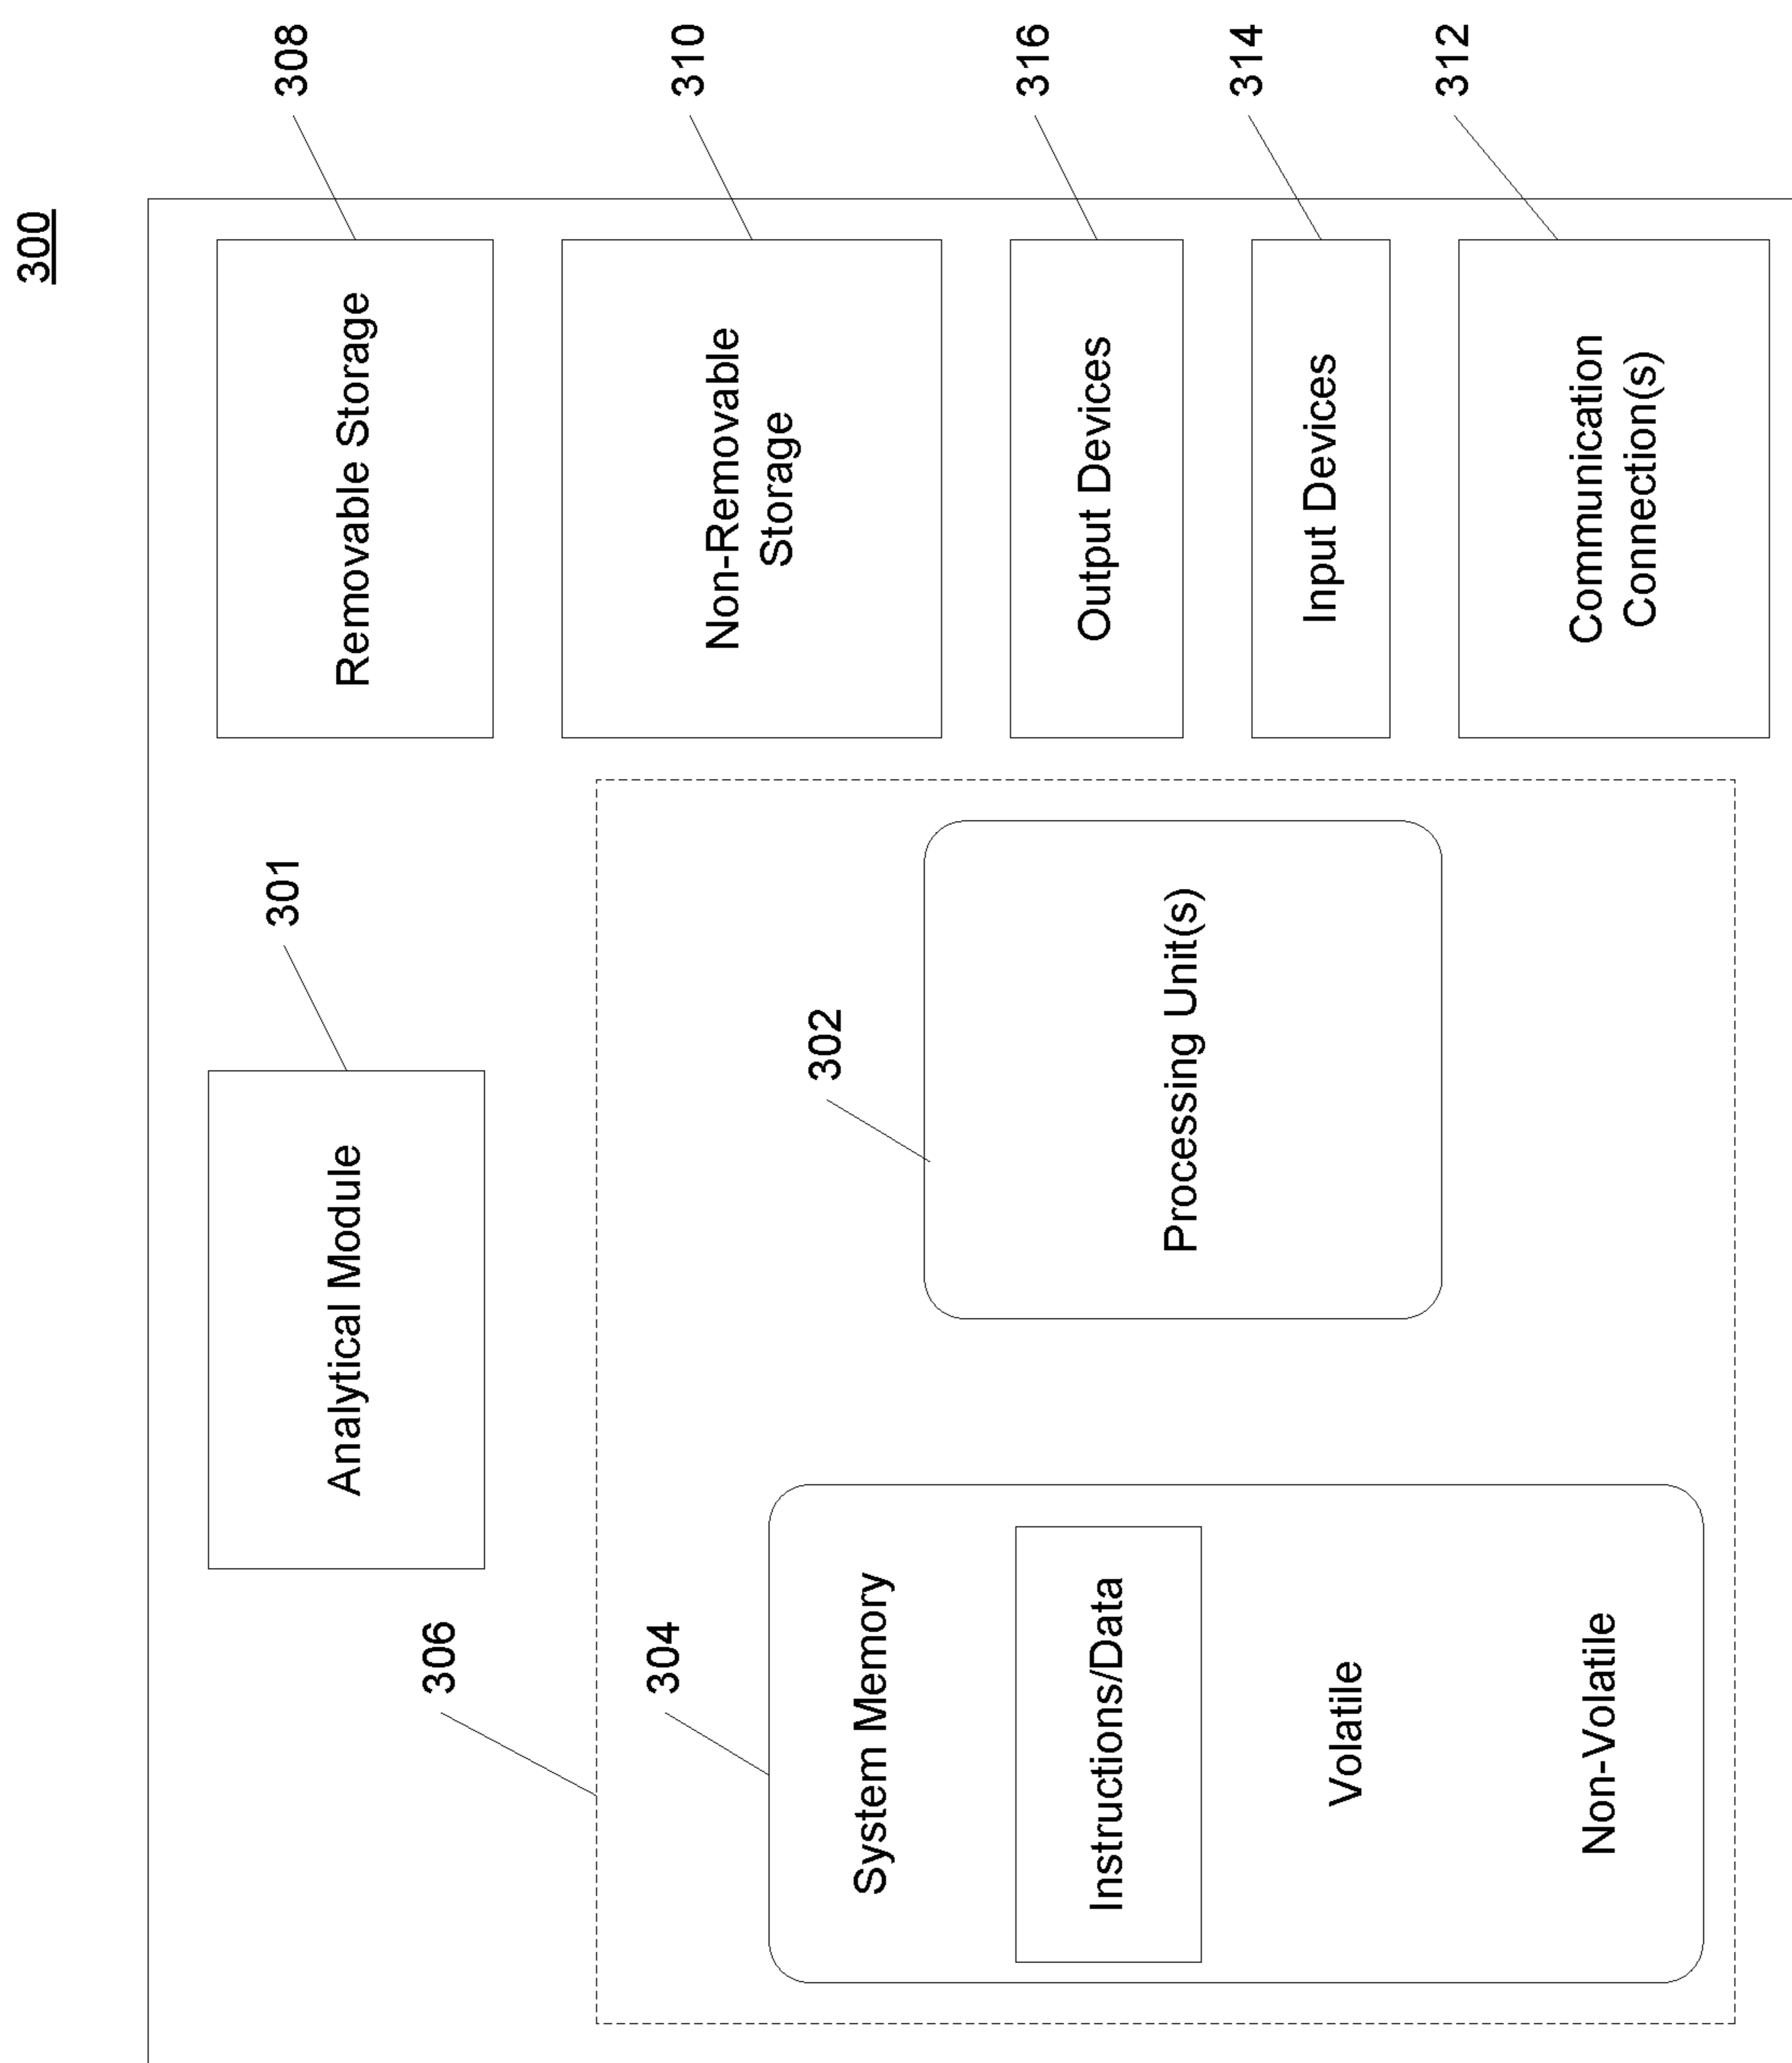 300
Analytical Module
301
Removable Storage
308
306
304
System Memory
Instructions/Data
Volatile
Non-Volatile
302
Processing Unit(s)
Non-Removable
Storage
310
Output Devices
316
Input Devices
314
Communication
Connection(s)
312